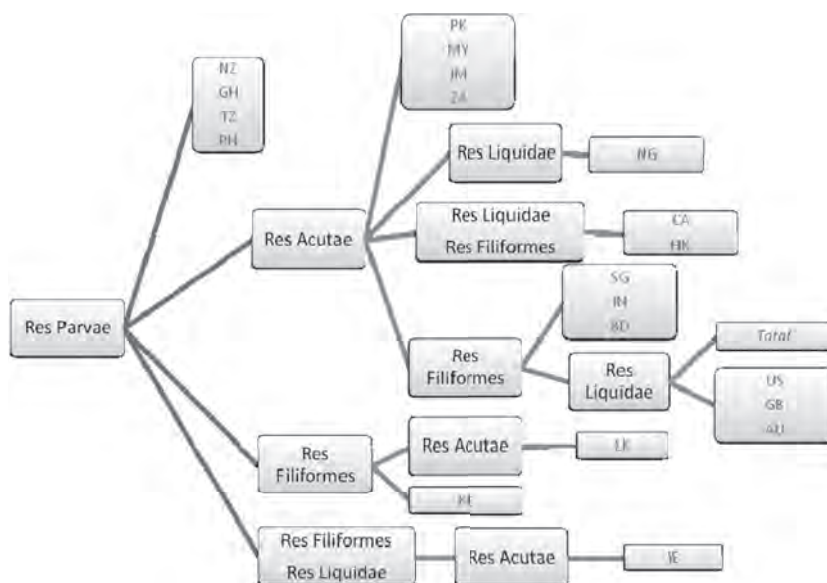 PK
MY
JM
ZA
NZ
GH
TZ
PH
Res Liquidae
NG
Res Acutae
Res Liquidae
Res Filiformes
CA
HK
SG
IN
BD
Res Parvae
Res
Filiformes
Res
Liquidae
Total
US
GB
AU
Res
Filiformes
Res Acutae
LK
KE
Res Filiformes
Res Liquidae
Res Acutae
IE